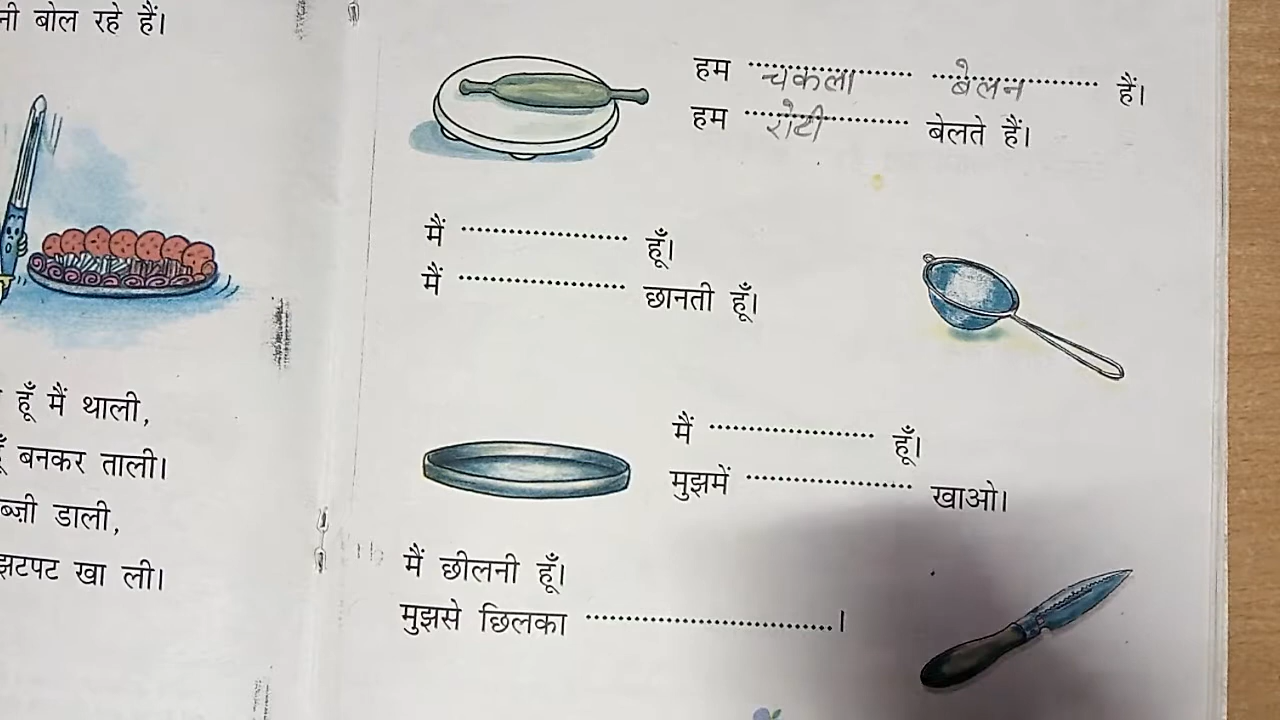 नी बोल रहे हैं।
हूँ मैं थाली,
बनकर ताली।
ब्ज़ी डाली,
झटपट खा ली।
हम चकला बेलन हैं।
हम रोटी बेलते हैं।
मैं .................... हूँ।
मैं .................... छानती हूँ।
मैं .................... हूँ।
मुझमें .................... खाओ।
मैं छीलनी हूँ।
मुझसे छिलका ..............................।